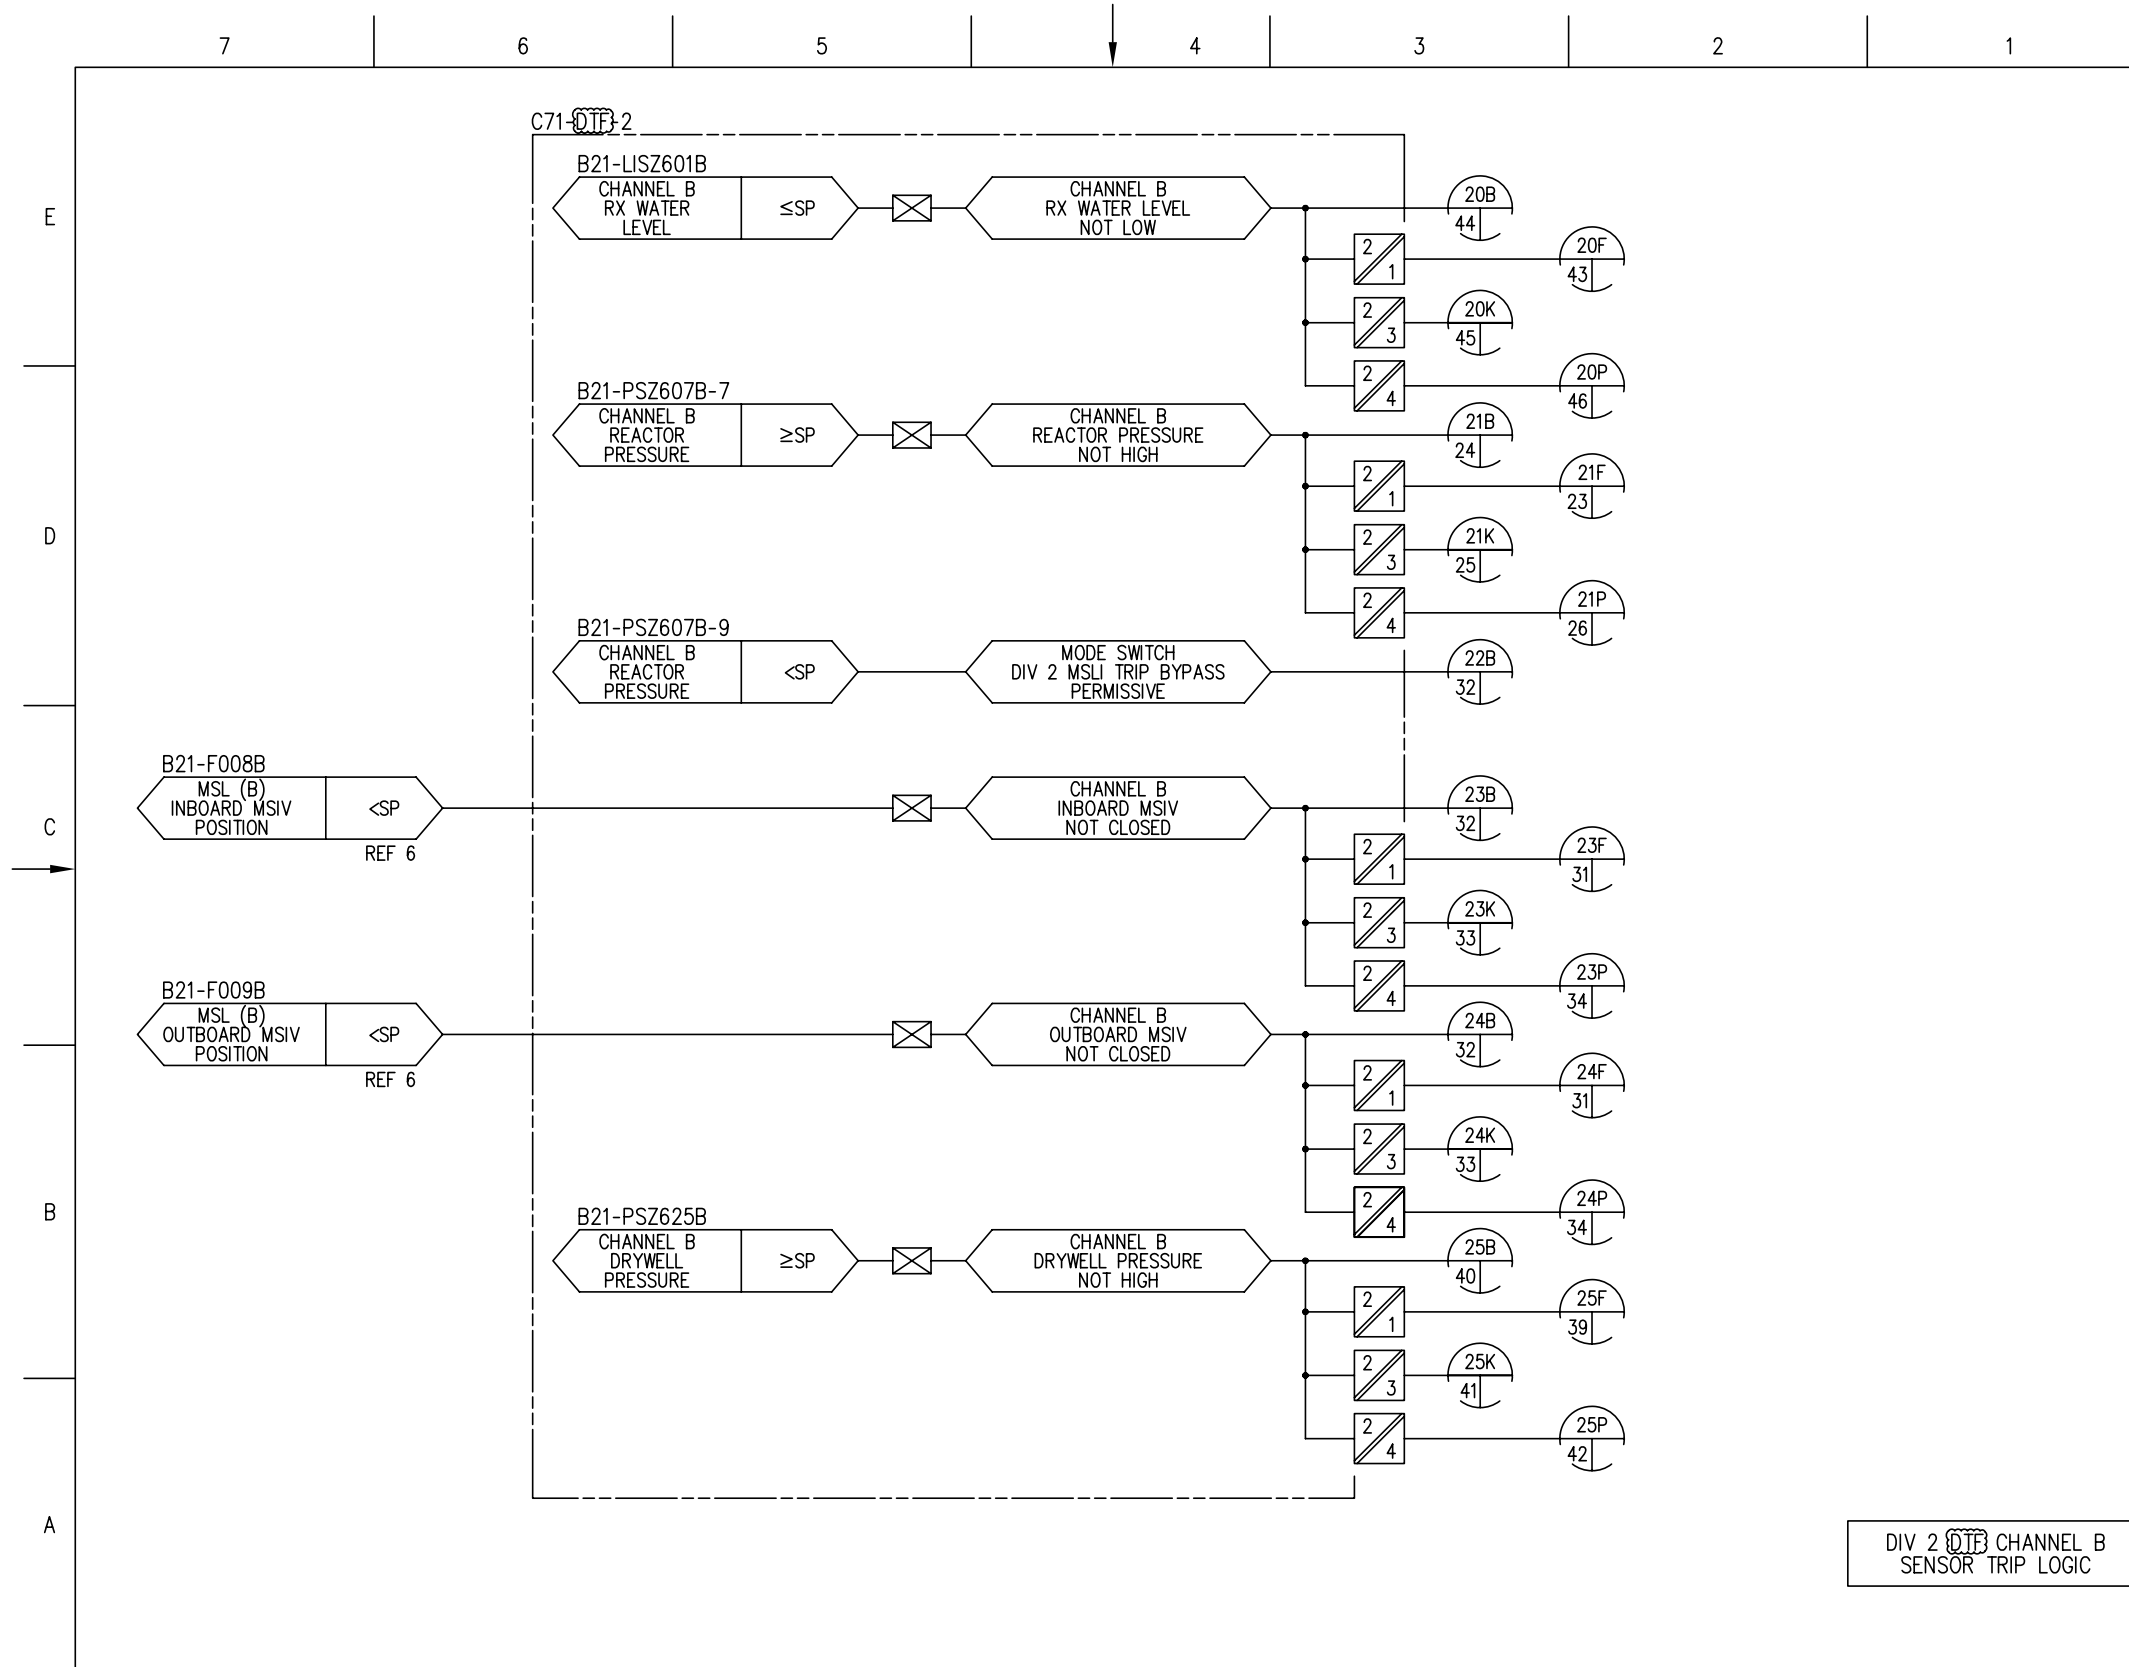 7 6 5 4 3 2 1
C71-DTF-2
B21-LISZ601B
CHANNEL B
RX WATER
LEVEL
≤SP
CHANNEL B
RX WATER LEVEL
NOT LOW
20B
44
2
1
20F
43
2
3
20K
45
2
4
20P
46
E
B21-PSZ607B-7
CHANNEL B
REACTOR
PRESSURE
≥SP
CHANNEL B
REACTOR PRESSURE
NOT HIGH
21B
24
2
1
21F
23
2
3
21K
25
2
4
21P
26
D
B21-PSZ607B-9
CHANNEL B
REACTOR
PRESSURE
<SP
MODE SWITCH
DIV 2 MSLI TRIP BYPASS
PERMISSIVE
22B
32
B21-F008B
MSL (B)
INBOARD MSIV
POSITION
<SP
REF 6
CHANNEL B
INBOARD MSIV
NOT CLOSED
23B
32
2
1
23F
31
2
3
23K
33
2
4
23P
34
C
B21-F009B
MSL (B)
OUTBOARD MSIV
POSITION
<SP
REF 6
CHANNEL B
OUTBOARD MSIV
NOT CLOSED
24B
32
2
1
24F
31
2
3
24K
33
2
4
24P
34
B
B21-PSZ625B
CHANNEL B
DRYWELL
PRESSURE
≥SP
CHANNEL B
DRYWELL PRESSURE
NOT HIGH
25B
40
2
1
25F
39
2
3
25K
41
2
4
25P
42
A
DIV 2 DTF CHANNEL B
SENSOR TRIP LOGIC